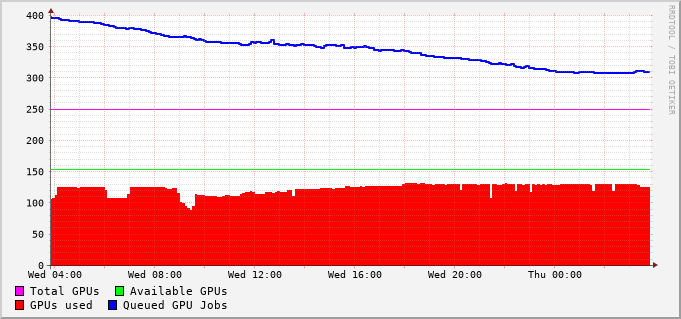 400
350
300
250
200
150
100
50
0
Wed 04:00 Wed 08:00 Wed 12:00 Wed 16:00 Wed 20:00 Thu 00:00
Total GPUs Available GPUs
GPUs used Queued GPU Jobs
RRDTOOL / TOBI OETIKER